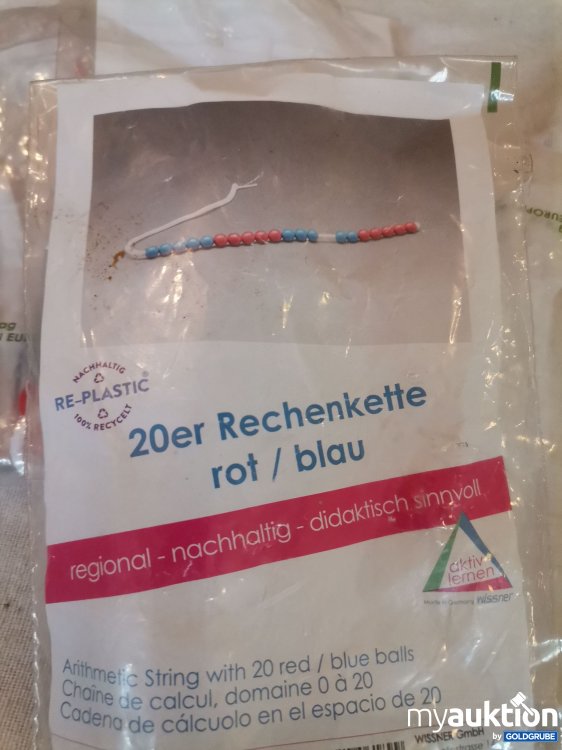 NACHHALTIG
RE-PLASTIC®
100% RECYCELT
20er Rechenkette
rot / blau
regional - nachhaltig - didaktisch sinnvoll
aktiv
lernen
Made in Germany wissner
Arithmetic String with 20 red / blue balls
Chaîne de calcul, domaine 0 à 20
Cadena de cálcuolo en el espacio de 20
WISSNER GmbH
myauktion
by GOLDGRUBE